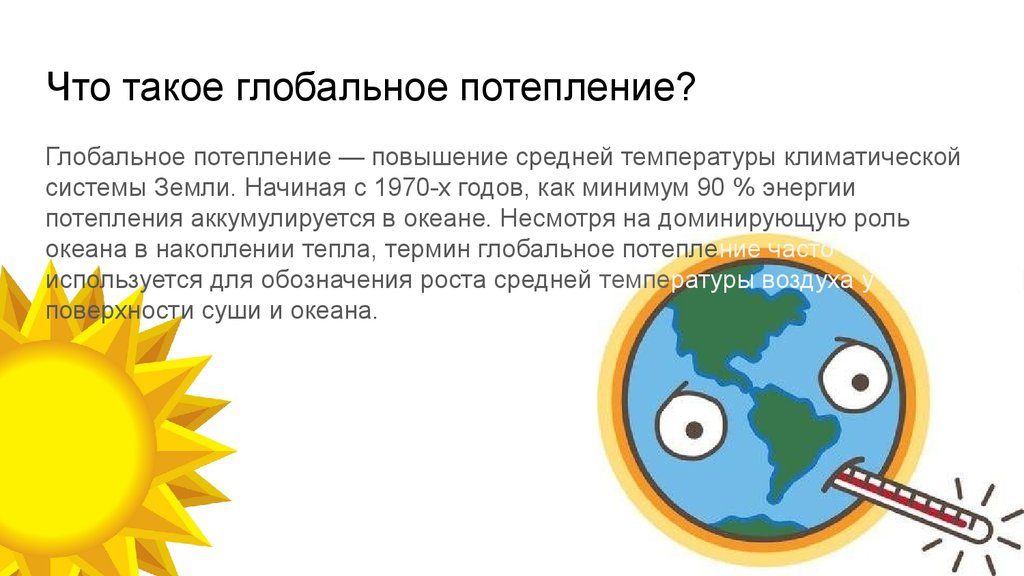 Что такое глобальное потепление?
Глобальное потепление — повышение средней температуры климатической
системы Земли. Начиная с 1970-х годов, как минимум 90 % энергии
потепления аккумулируется в океане. Несмотря на доминирующую роль
океана в накоплении тепла, термин глобальное потепление часто
используется для обозначения роста средней температуры воздуха у
поверхности суши и океана.